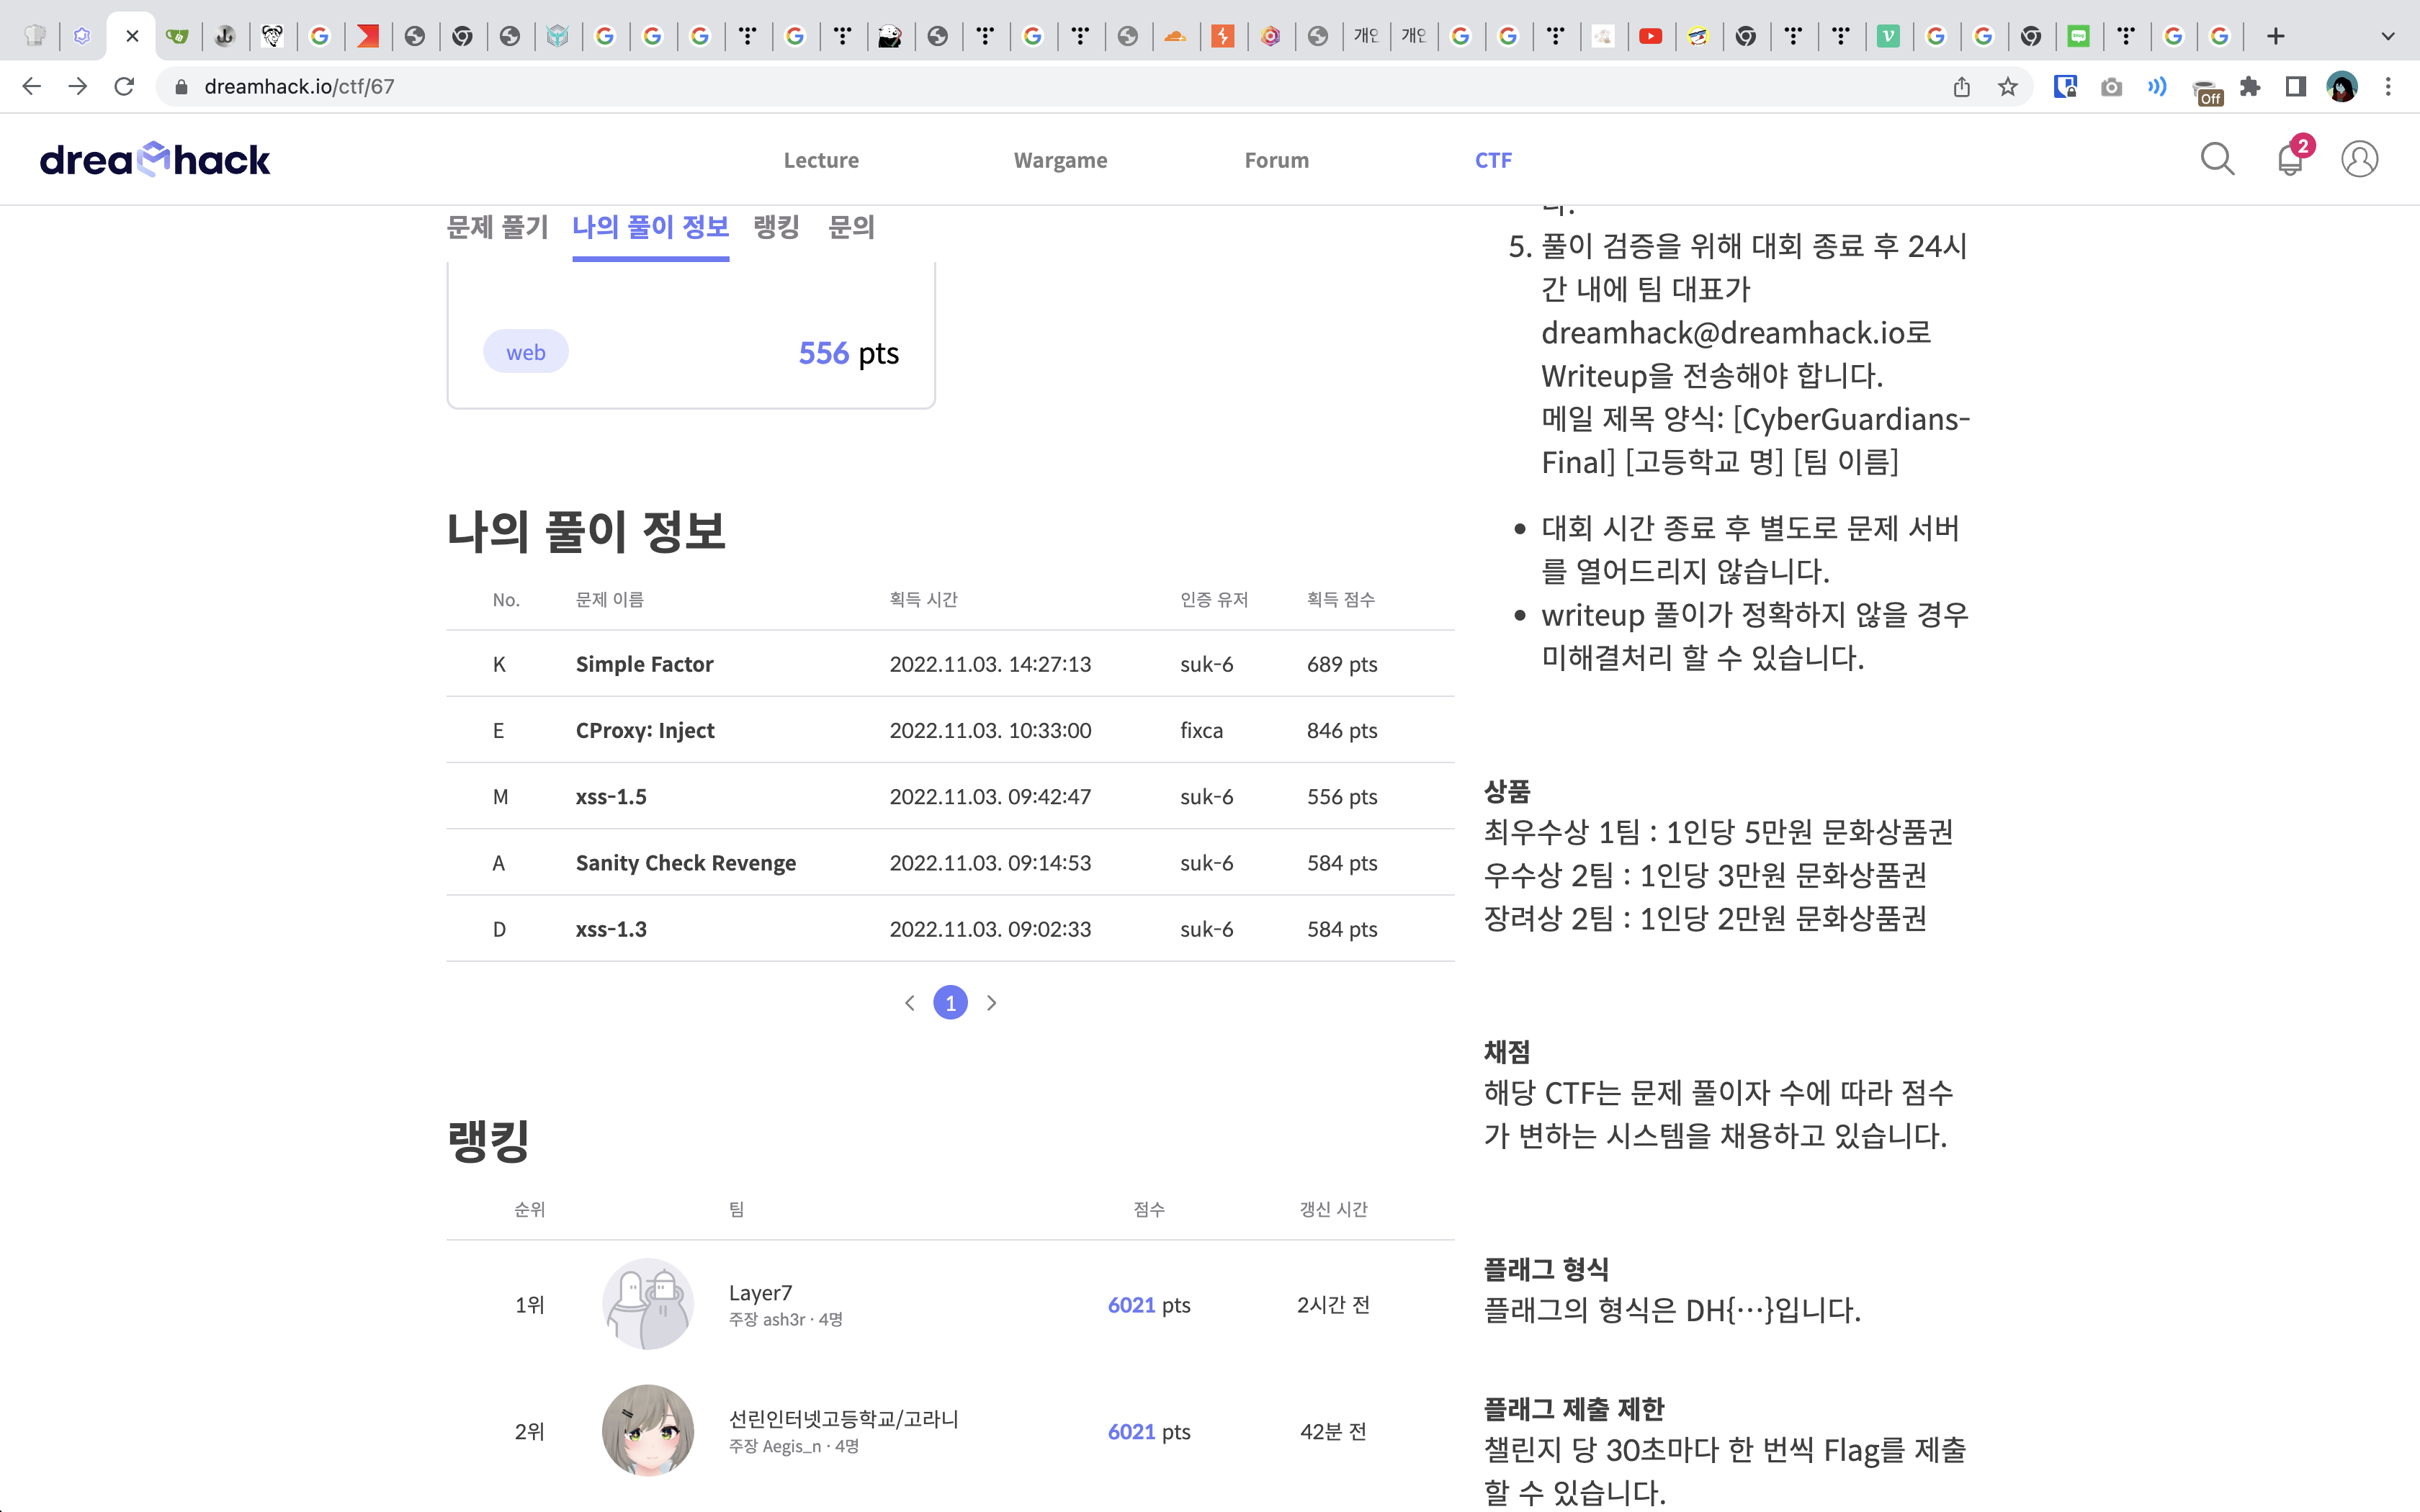 개인
개인
dreamhack.io/ctf/67
Off
dreamhack
Lecture
Wargame
Forum
CTF
2
문제 풀기
나의 풀이 정보
랭킹
문의
web
556 pts
나의 풀이 정보
No.
문제 이름
획득 시간
인증 유저
획득 점수
K
Simple Factor
2022.11.03. 14:27:13
suk-6
689 pts
E
CProxy: Inject
2022.11.03. 10:33:00
fixca
846 pts
M
xss-1.5
2022.11.03. 09:42:47
suk-6
556 pts
A
Sanity Check Revenge
2022.11.03. 09:14:53
suk-6
584 pts
D
xss-1.3
2022.11.03. 09:02:33
suk-6
584 pts
1
랭킹
순위
팀
점수
갱신 시간
1위
Layer7
주장 ash3r · 4명
6021 pts
2시간 전
2위
선린인터넷고등학교/고라니
주장 Aegis_n · 4명
6021 pts
42분 전
다.
5. 풀이 검증을 위해 대회 종료 후 24시
간 내에 팀 대표가
dreamhack@dreamhack.io로
Writeup을 전송해야 합니다.
메일 제목 양식: [CyberGuardians-
Final] [고등학교 명] [팀 이름]
• 대회 시간 종료 후 별도로 문제 서버
를 열어드리지 않습니다.
• writeup 풀이가 정확하지 않을 경우
미해결처리 할 수 있습니다.
상품
최우수상 1팀 : 1인당 5만원 문화상품권
우수상 2팀 : 1인당 3만원 문화상품권
장려상 2팀 : 1인당 2만원 문화상품권
채점
해당 CTF는 문제 풀이자 수에 따라 점수
가 변하는 시스템을 채용하고 있습니다.
플래그 형식
플래그의 형식은 DH{…}입니다.
플래그 제출 제한
챌린지 당 30초마다 한 번씩 Flag를 제출
할 수 있습니다.